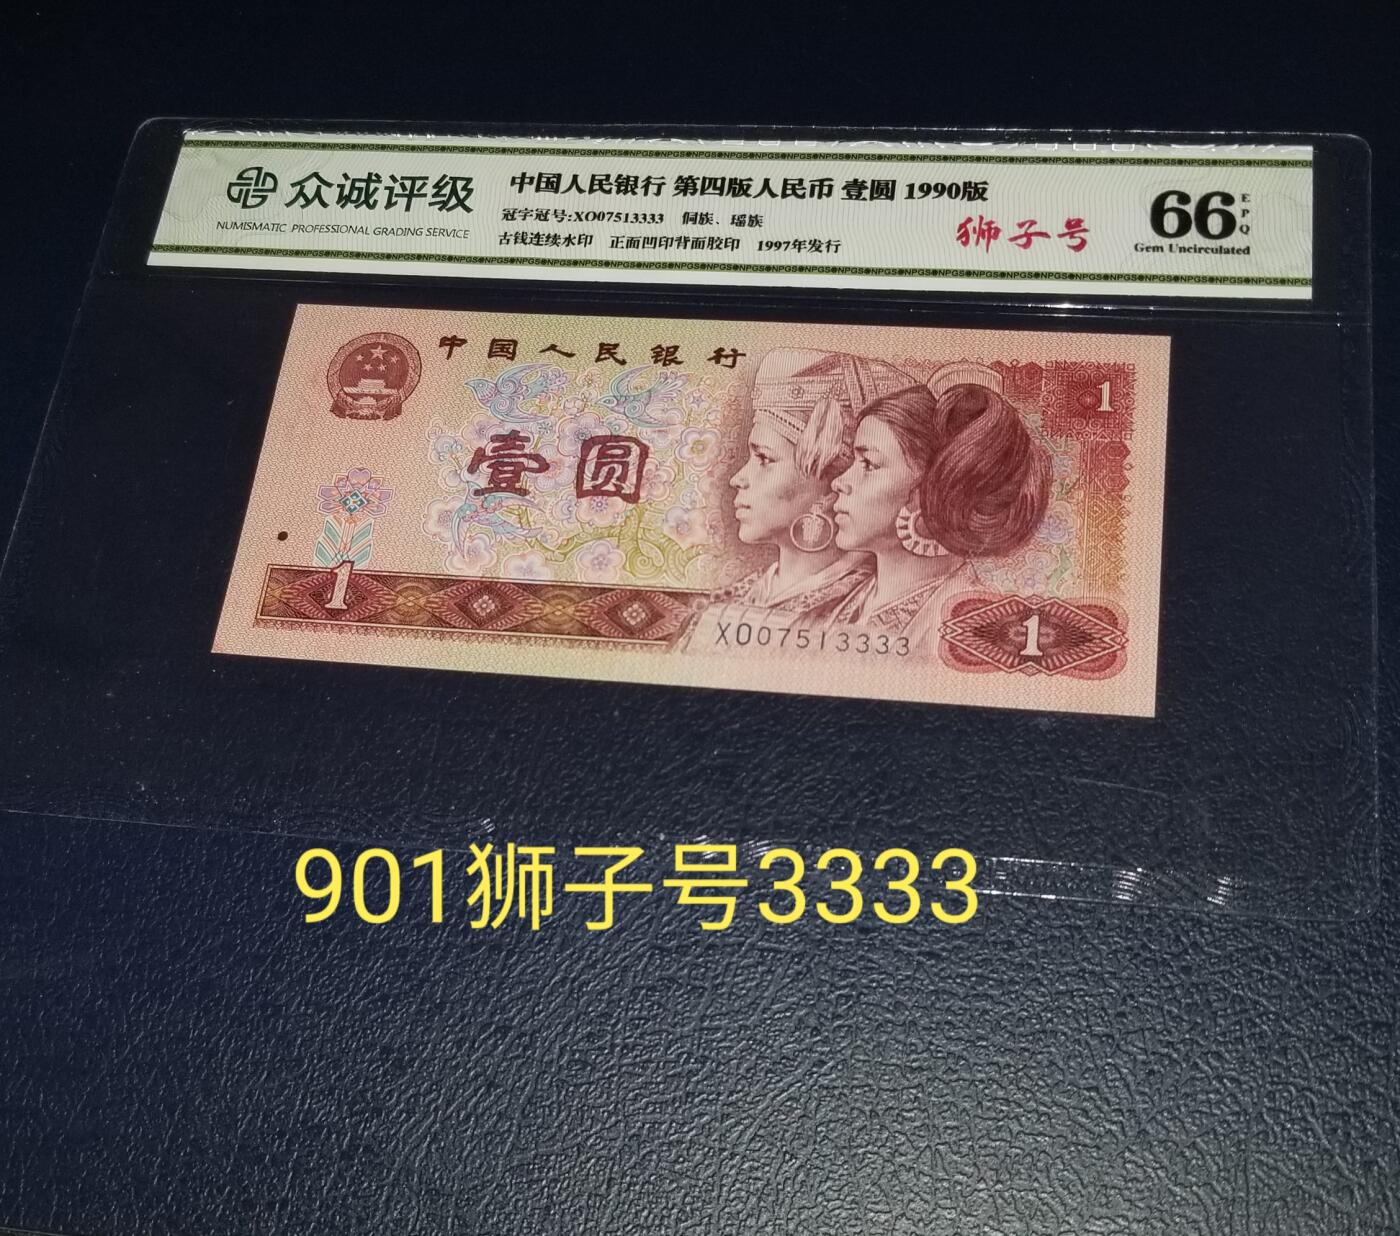 众诚评级
NUMISMATIC PROFESSIONAL GRADING SERVICE
中国人民银行 第四版人民币 壹圆 1990版
冠字冠号:XO07513333 侗族、瑶族
古钱连续水印 正面凹印背面胶印 1997年发行
狮子号
66 EPQ
Gem Uncirculated
中国人民银行
1
壹圆
1
XO07513333
1
901狮子号3333